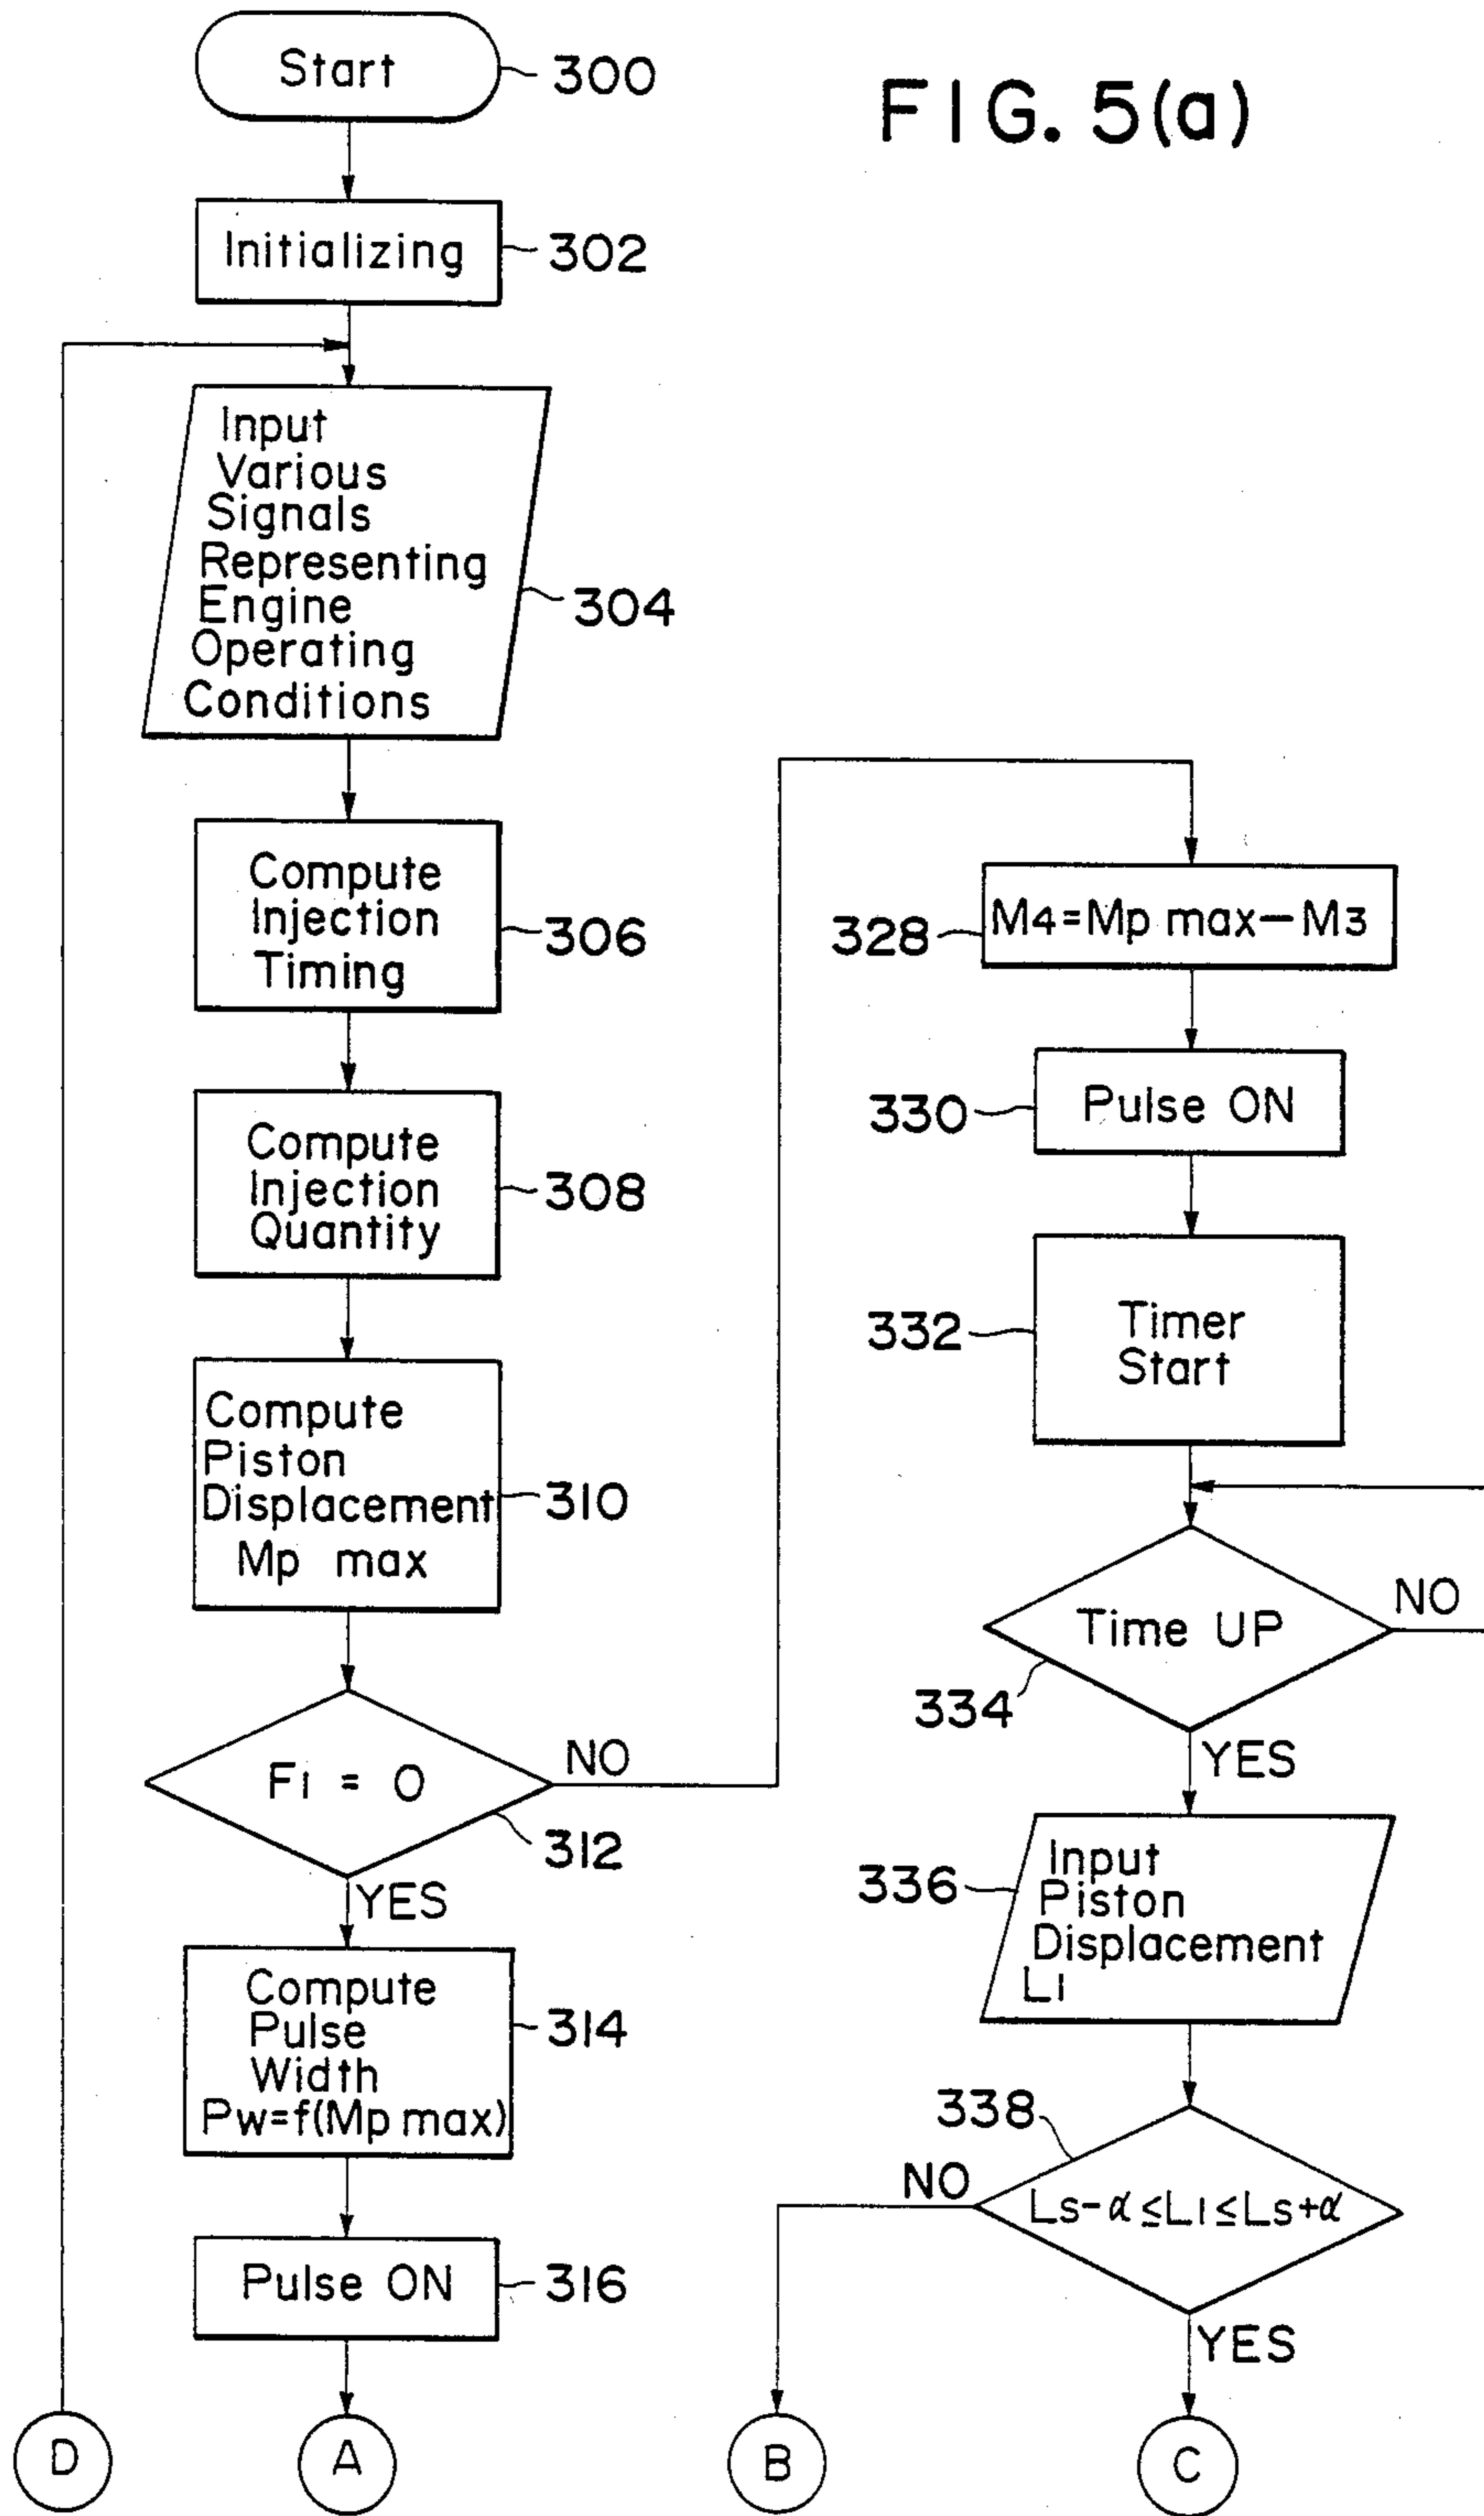 FIG. 5(a)
Start
300
Initializing
302
Input
Various
Signals
Representing
Engine
Operating
Conditions
304
Compute
Injection
Timing
306
Compute
Injection
Quantity
308
Compute
Piston
Displacement
Mp max
310
F1 = 0
312
NO
YES
Compute
Pulse
Width
Pw=f(Mp max)
314
Pulse ON
316
D
A
M4=Mp max−M3
328
Pulse ON
330
Timer
Start
332
Time UP
334
NO
YES
Input
Piston
Displacement
L1
336
338
Ls-α≤L1≤Ls+α
NO
YES
B
C